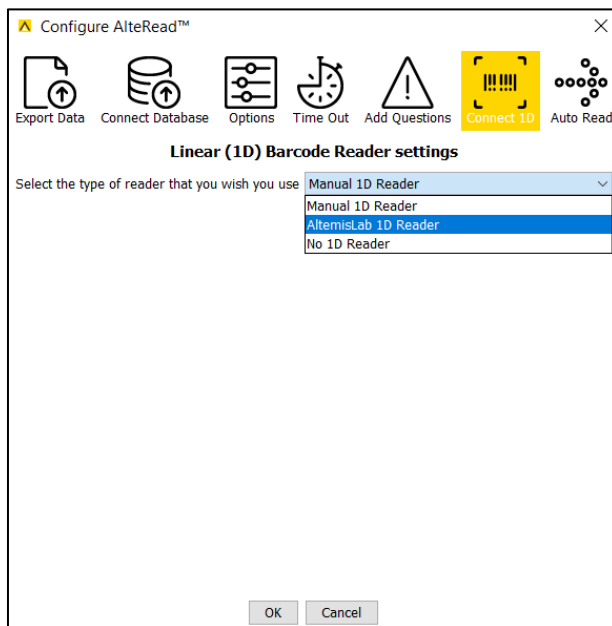 Configure AlteRead™
Export Data Connect Database Options Time Out Add Questions Connect 1D Auto Read
Linear (1D) Barcode Reader settings
Select the type of reader that you wish you use Manual 1D Reader
Manual 1D Reader
AltemisLab 1D Reader
No 1D Reader
OK Cancel